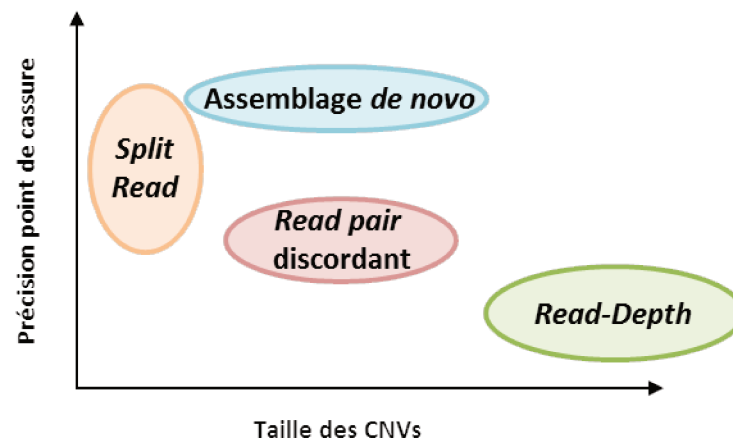 Précision point de cassure
Assemblage de novo
Split
Read
Read pair
discordant
Read-Depth
Taille des CNVs